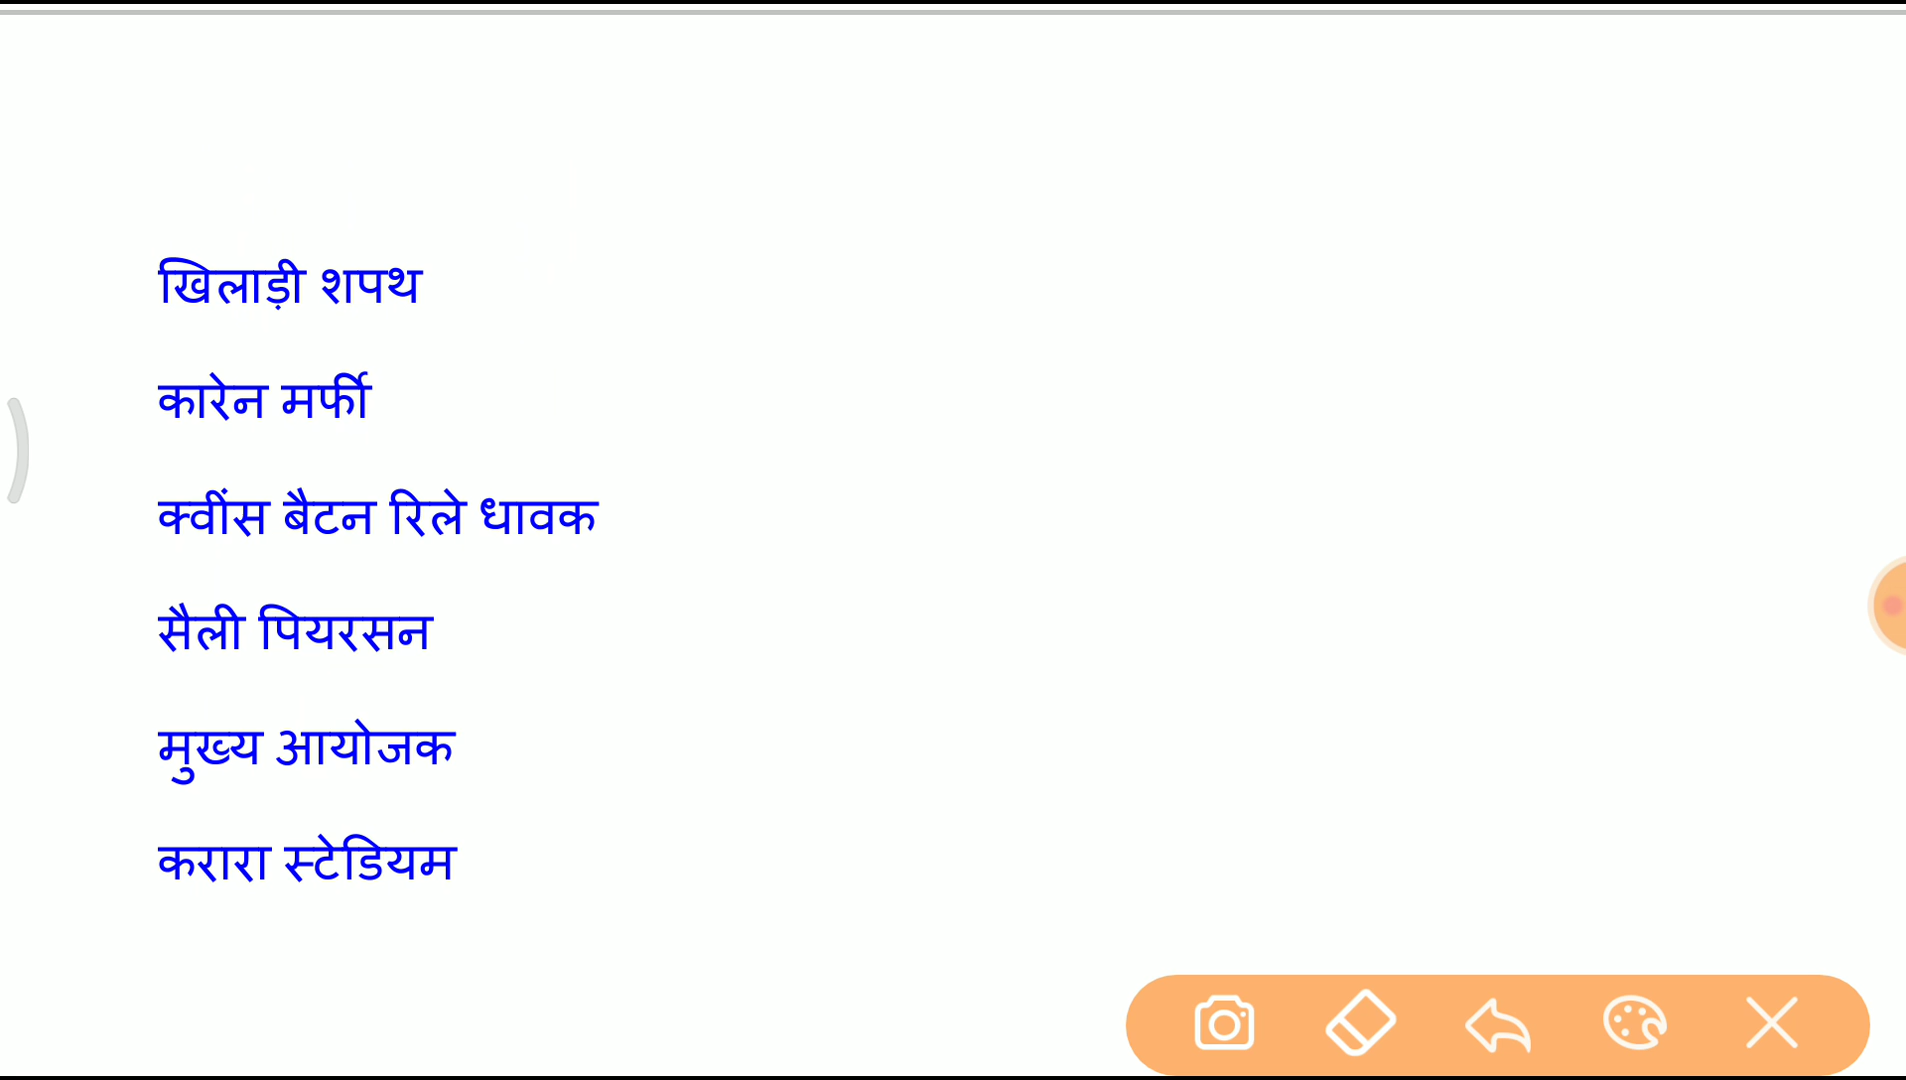 खिलाड़ी शपथ
कारेन मर्फी
क्वींस बैटन रिले धावक
सैली पियरसन
मुख्य आयोजक
करारा स्टेडियम